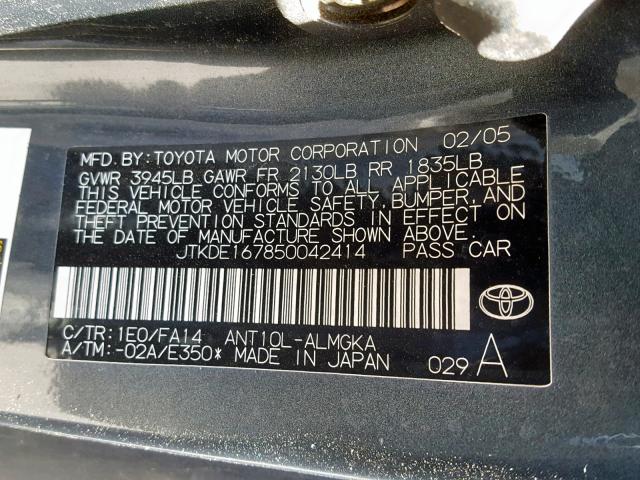 MFD. BY: TOYOTA MOTOR CORPORATION 02/05
GVWR 3945LB GAWR FR 2130LB RR 1835LB
THIS VEHICLE CONFORMS TO ALL APPLICABLE
FEDERAL MOTOR VEHICLE SAFETY, BUMPER, AND
THEFT PREVENTION STANDARDS IN EFFECT ON
THE DATE OF MANUFACTURE SHOWN ABOVE.
JTKDE167850042414 PASS CAR
C/TR: 1E0/FA14 ANT10L-ALMGKA
A/TM: -02A/E350* MADE IN JAPAN 029 A